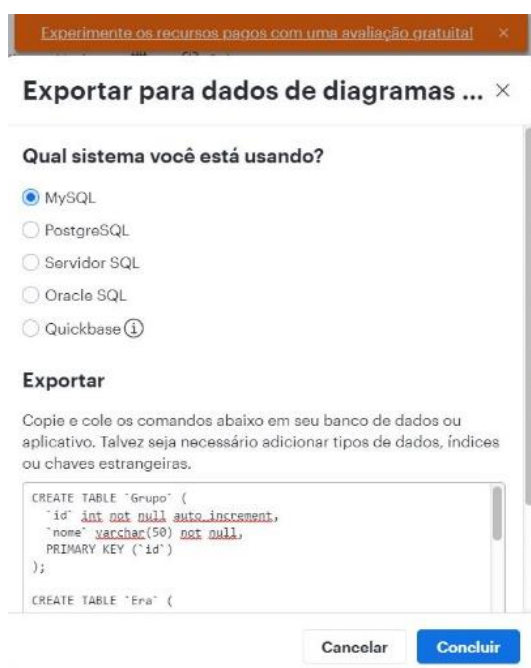 Experimente os recursos pagos com uma avaliação gratuita! ×
Exportar para dados de diagramas ... ×
Qual sistema você está usando?
MySQL
PostgreSQL
Servidor SQL
Oracle SQL
Quickbase
Exportar
Copie e cole os comandos abaixo em seu banco de dados ou
aplicativo. Talvez seja necessário adicionar tipos de dados, índices
ou chaves estrangeiras.
CREATE TABLE `Grupo` (
`id` int not null auto_increment,
`nome` varchar(50) not null,
PRIMARY KEY (`id`)
);
CREATE TABLE `Era` (
Cancelar
Concluir